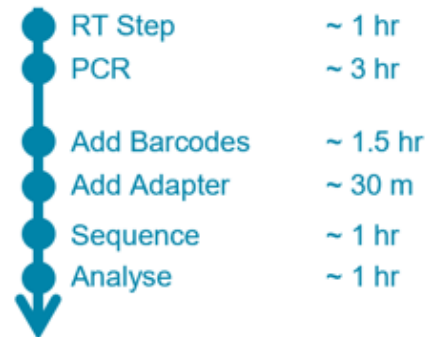 RT Step ~ 1 hr
PCR ~ 3 hr
Add Barcodes ~ 1.5 hr
Add Adapter ~ 30 m
Sequence ~ 1 hr
Analyse ~ 1 hr